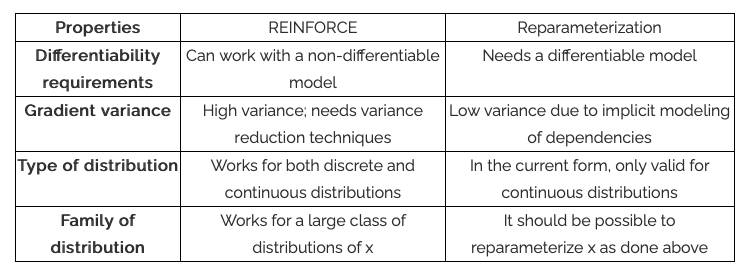 Properties REINFORCE Reparameterization
Differentiability requirements Can work with a non-differentiable model Needs a differentiable model
Gradient variance High variance; needs variance reduction techniques Low variance due to implicit modeling of dependencies
Type of distribution Works for both discrete and continuous distributions In the current form, only valid for continuous distributions
Family of distribution Works for a large class of distributions of x It should be possible to reparameterize x as done above